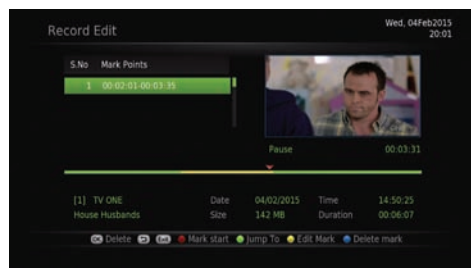 Record Edit
Wed, 04Feb2015
20:01
S.No Mark Points
1 00:02:01-00:03:35
Pause 00:03:31
[1] TV ONE Date 04/02/2015 Time 14:50:25
House Husbands Size 142 MB Duration 00:06:07
OK Delete Exit Mark start Jump To Edit Mark Delete mark